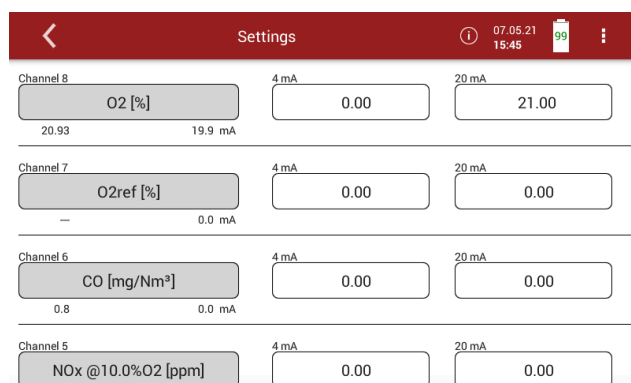 Settings
07.05.21
15:45
99
Channel 8 4 mA 20 mA
O2 [%] 0.00 21.00
20.93 19.9 mA
Channel 7 4 mA 20 mA
O2ref [%] 0.00 0.00
— 0.0 mA
Channel 6 4 mA 20 mA
CO [mg/Nm³] 0.00 0.00
0.8 0.0 mA
Channel 5 4 mA 20 mA
NOx @10.0%O2 [ppm] 0.00 0.00